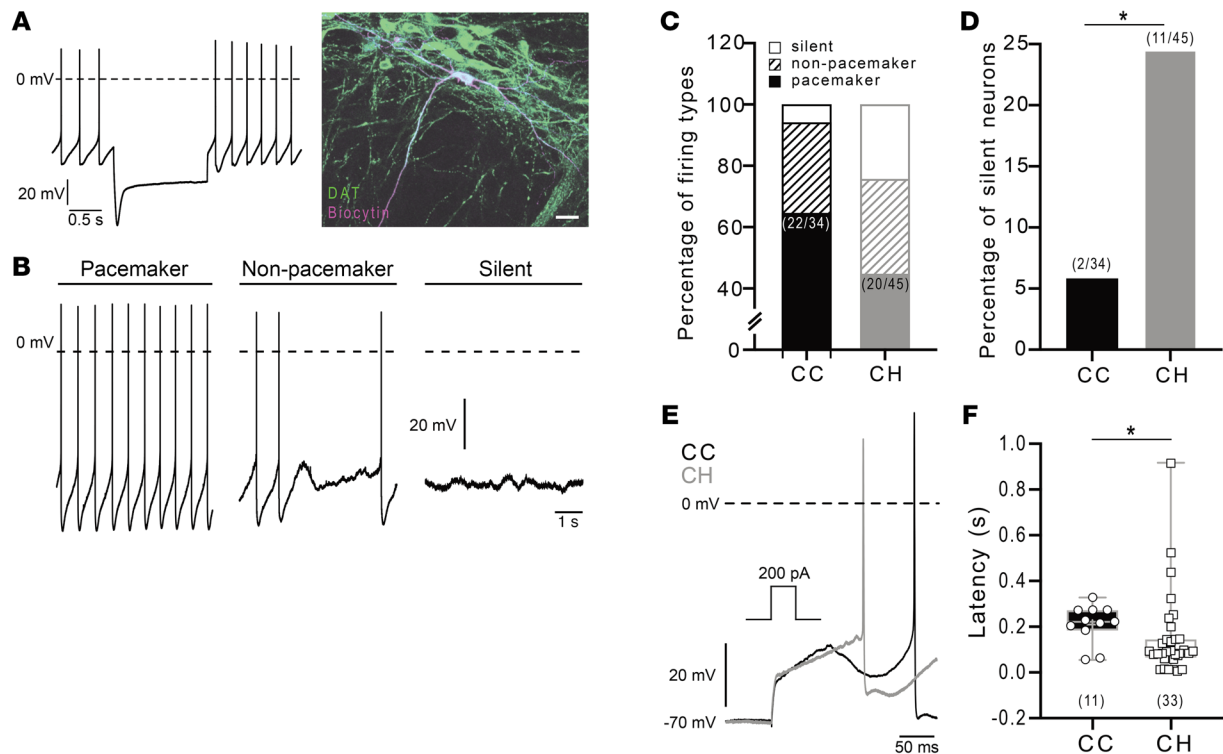 A
0 mV
20 mV
0.5 s
DAT
Biocytin
B
Pacemaker
Non-pacemaker
Silent
0 mV
20 mV
1 s
C
Percentage of firing types
120
100
80
60
40
0
silent
non-pacemaker
pacemaker
(22/34)
(20/45)
CC
CH
D
Percentage of silent neurons
25
20
15
10
5
0
*
(2/34)
(11/45)
CC
CH
E
CC
CH
0 mV
200 pA
20 mV
-70 mV
50 ms
F
Latency (s)
1.0
0.8
0.6
0.4
0.2
0.0
-0.2
*
(11)
(33)
CC
CH